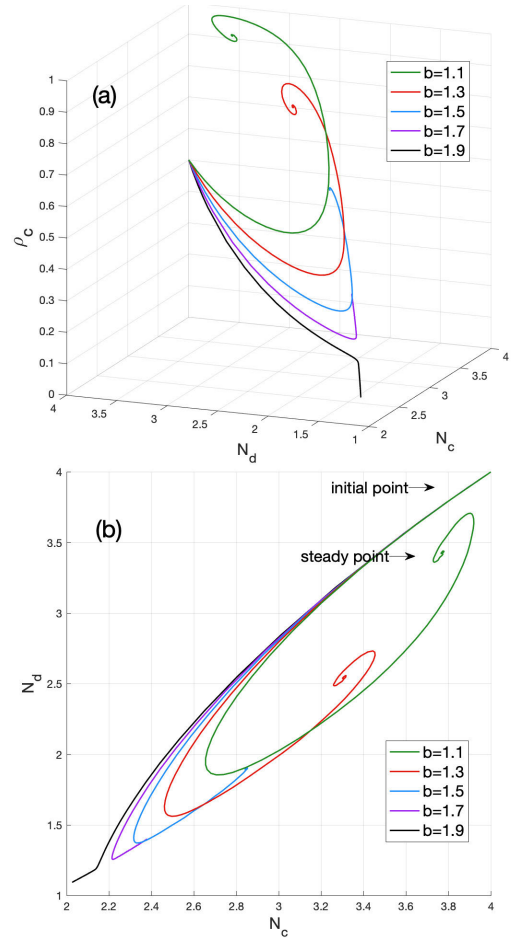 (a)
b=1.1
b=1.3
b=1.5
b=1.7
b=1.9
1
0.9
0.8
0.7
0.6
0.5
0.4
0.3
0.2
0.1
0
ρc
4
3.5
3
2.5
2
1.5
1
Nd
2
2.5
3
3.5
4
Nc
(b)
initial point
steady point
4
3.5
3
2.5
2
1.5
1
Nd
b=1.1
b=1.3
b=1.5
b=1.7
b=1.9
2
2.2
2.4
2.6
2.8
3
3.2
3.4
3.6
3.8
4
Nc